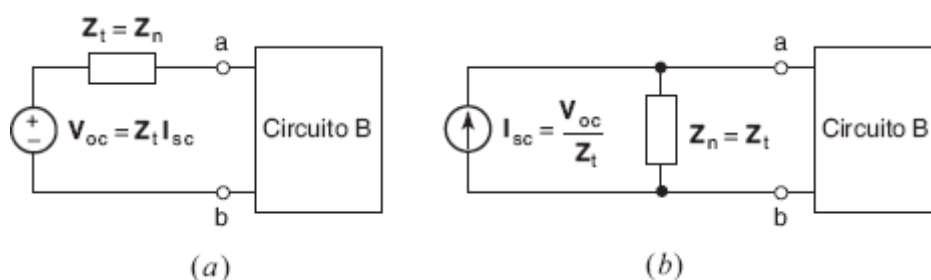 Z_t = Z_n
a
+
−
V_oc = Z_t I_sc
Circuito B
b
(a)
a
I_sc = V_oc / Z_t
Z_n = Z_t
Circuito B
b
(b)